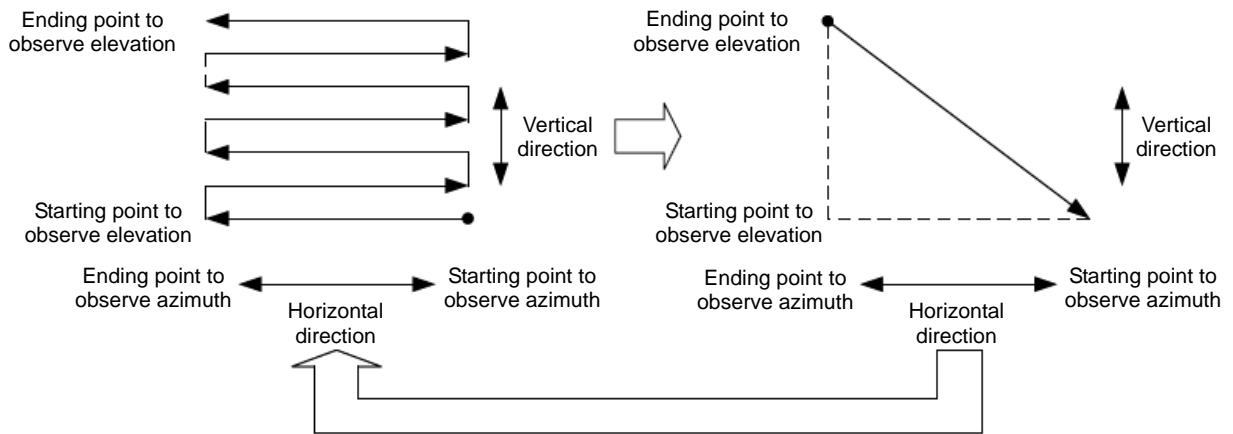 Ending point to
observe elevation
Vertical
direction
Starting point to
observe elevation
Ending point to
observe azimuth
Starting point to
observe azimuth
Horizontal
direction
Ending point to
observe elevation
Vertical
direction
Starting point to
observe elevation
Ending point to
observe azimuth
Starting point to
observe azimuth
Horizontal
direction